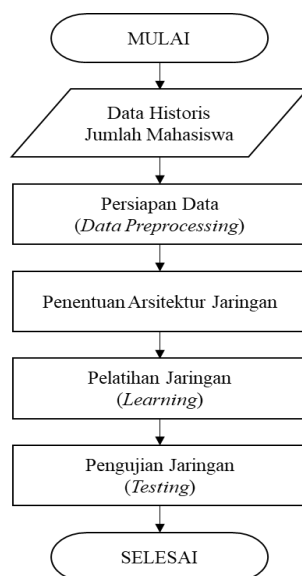 MULAI
Data Historis
Jumlah Mahasiswa
Persiapan Data
(Data Preprocessing)
Penentuan Arsitektur Jaringan
Pelatihan Jaringan
(Learning)
Pengujian Jaringan
(Testing)
SELESAI